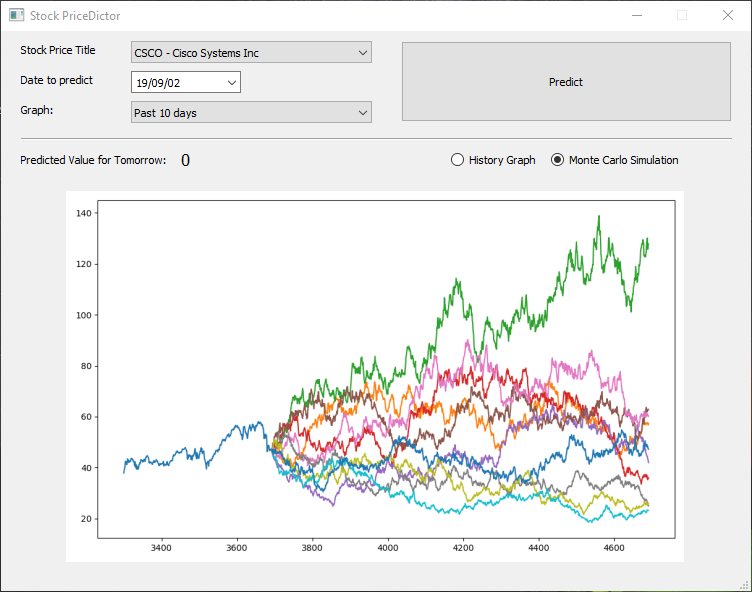 Stock PriceDictor
Stock Price Title
CSCO - Cisco Systems Inc
Predict
Date to predict
19/09/02
Graph:
Past 10 days
Predicted Value for Tomorrow: 0
History Graph
Monte Carlo Simulation
140
120
100
80
60
40
20
3400 3600 3800 4000 4200 4400 4600